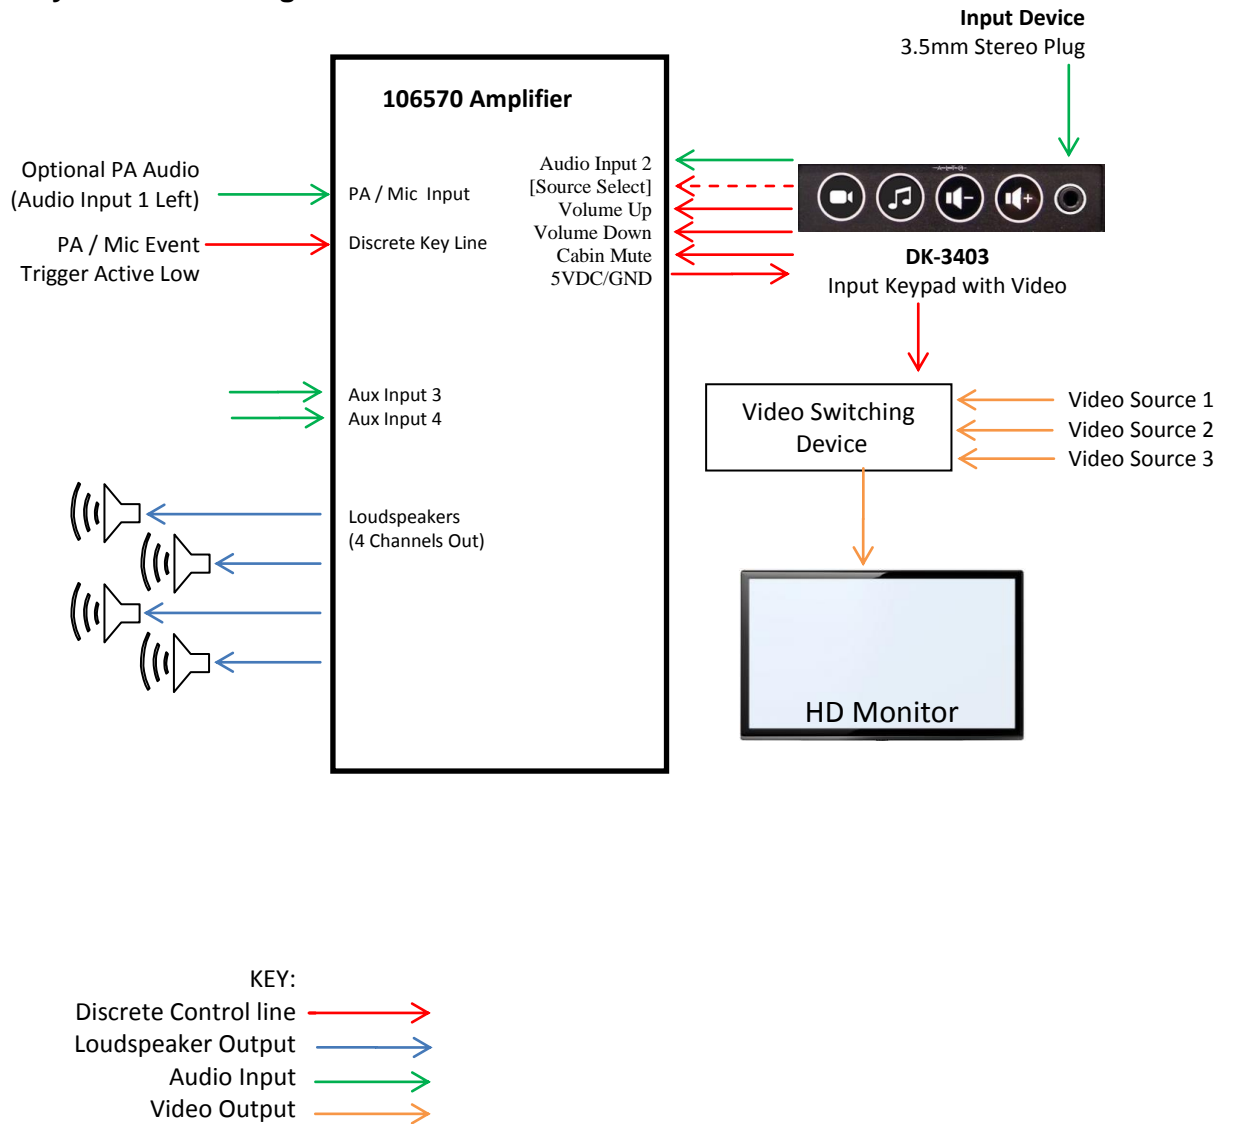 Input Device
3.5mm Stereo Plug
106570 Amplifier
Optional PA Audio
(Audio Input 1 Left)
PA / Mic Event
Trigger Active Low
PA / Mic Input
Discrete Key Line
Audio Input 2
[Source Select]
Volume Up
Volume Down
Cabin Mute
5VDC/GND
DK-3403
Input Keypad with Video
Aux Input 3
Aux Input 4
Video Switching
Device
Video Source 1
Video Source 2
Video Source 3
Loudspeakers
(4 Channels Out)
HD Monitor
KEY:
Discrete Control line
Loudspeaker Output
Audio Input
Video Output